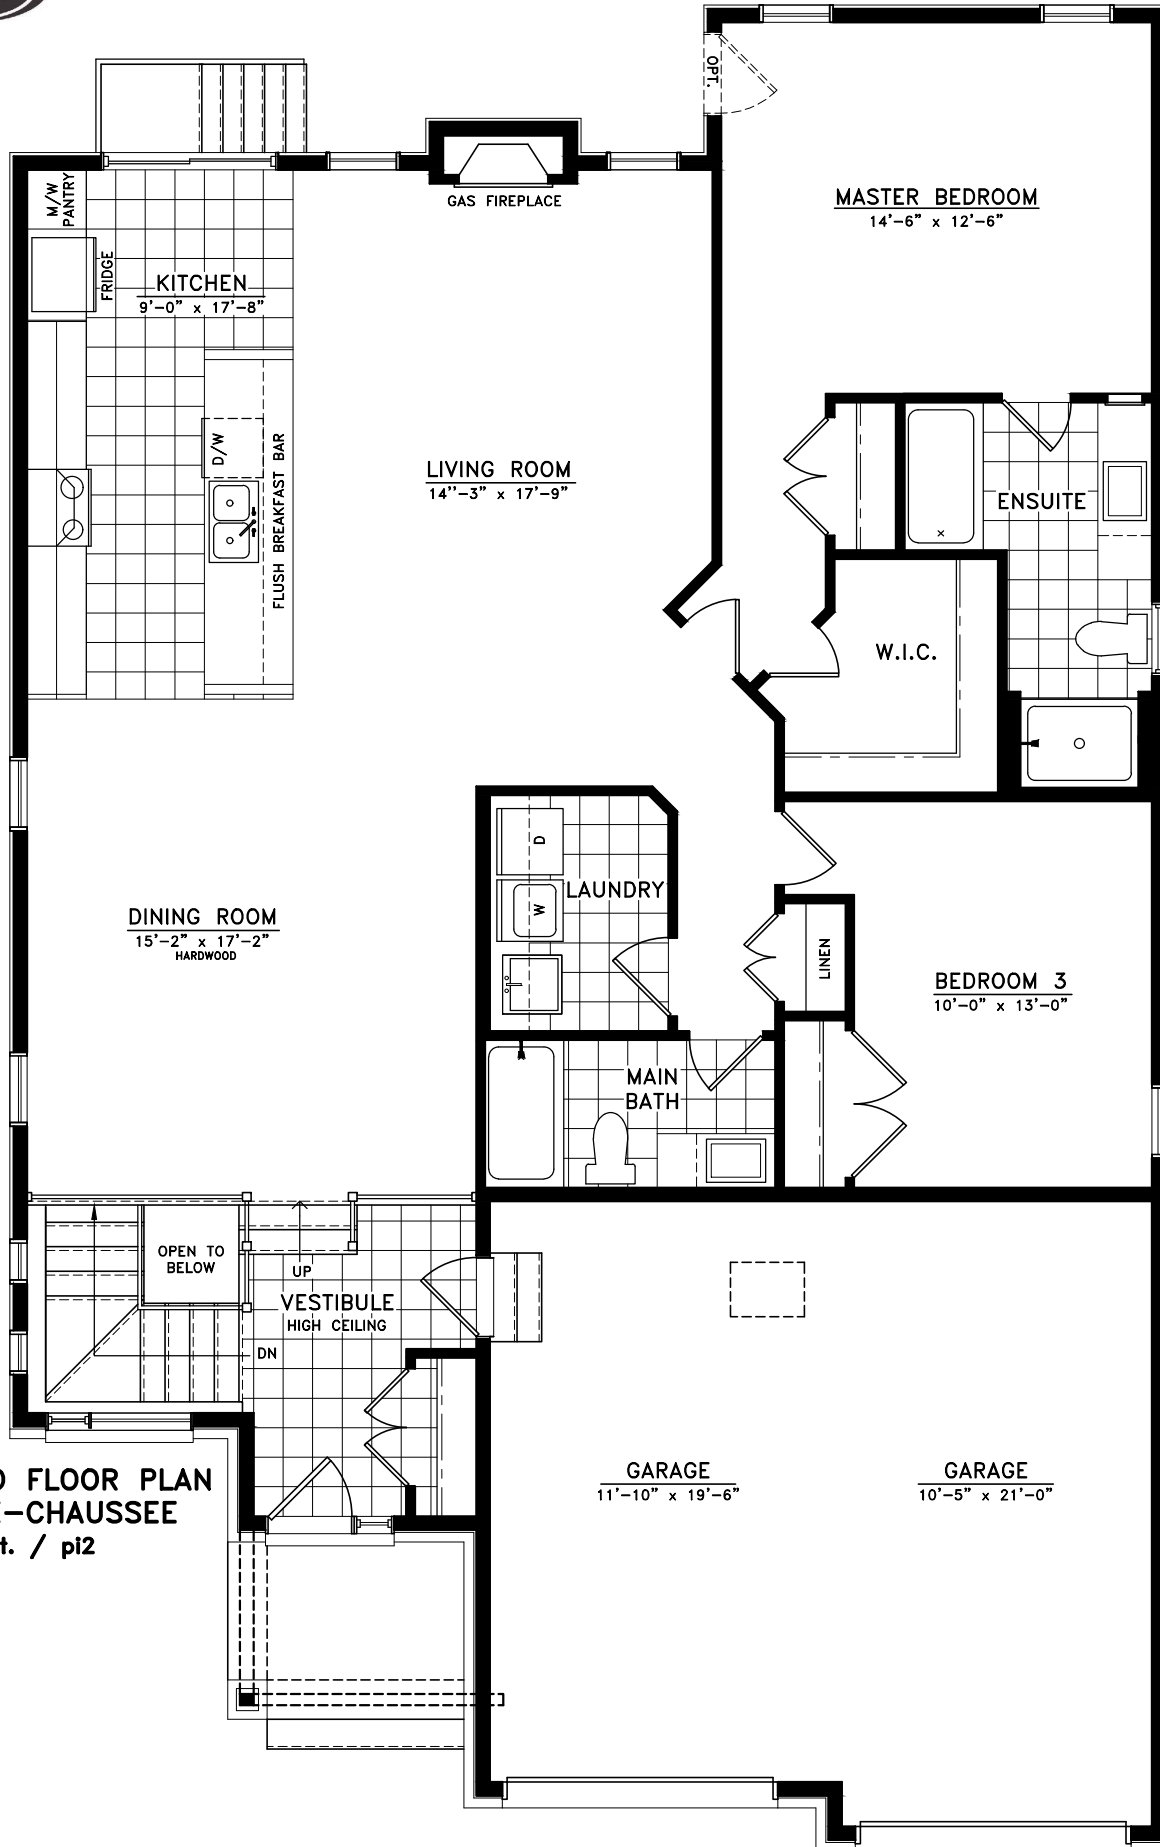 OPT.
M/W
PANTRY
GAS FIREPLACE
MASTER BEDROOM
14'-6" x 12'-6"
FRIDGE
KITCHEN
9'-0" x 17'-8"
D/W
FLUSH BREAKFAST BAR
LIVING ROOM
14''-3" x 17'-9"
ENSUITE
W.I.C.
D
LAUNDRY
W
DINING ROOM
15'-2" x 17'-2"
HARDWOOD
LINEN
BEDROOM 3
10'-0" x 13'-0"
MAIN
BATH
OPEN TO
BELOW
UP
VESTIBULE
HIGH CEILING
DN
GARAGE
11'-10" x 19'-6"
GARAGE
10'-5" x 21'-0"
FLOOR PLAN
-CHAUSSEE
t. / pi2